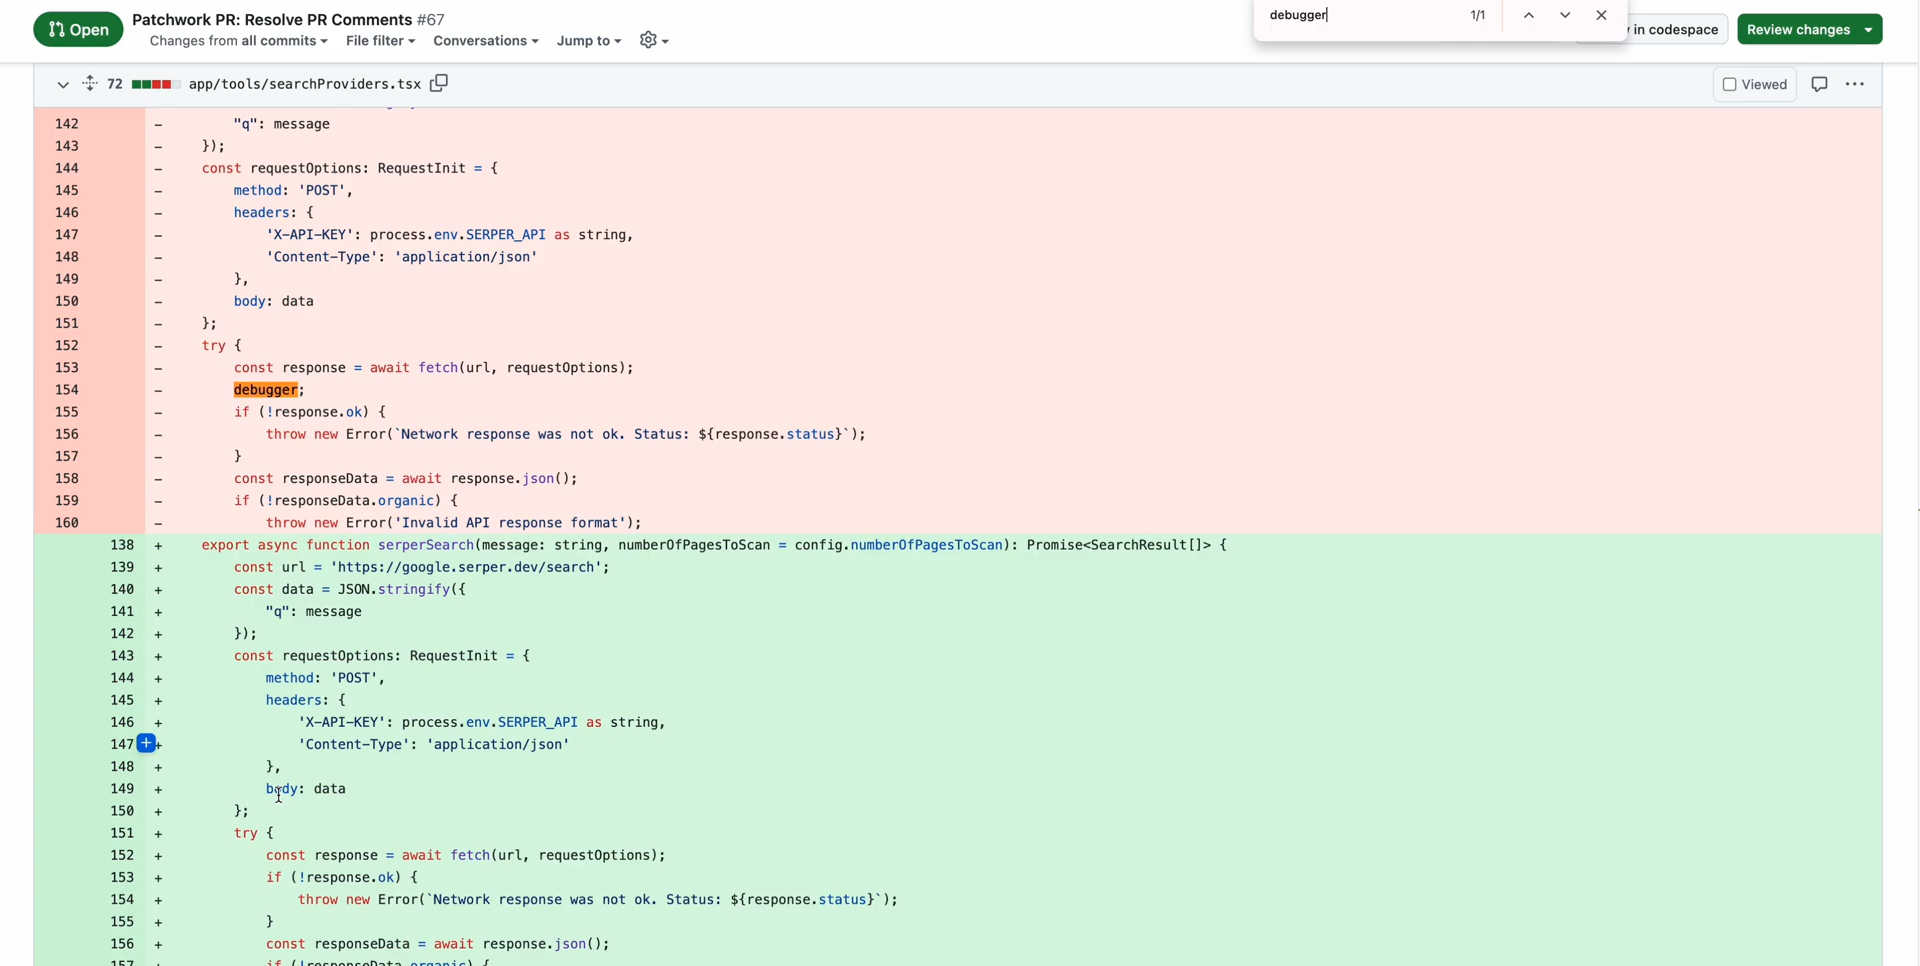 Open
Patchwork PR: Resolve PR Comments #67
Changes from all commits File filter Conversations Jump to
debugger 1/1
in codespace
Review changes
72 app/tools/searchProviders.tsx
Viewed
142 - "q": message
143 - });
144 - const requestOptions: RequestInit = {
145 - method: 'POST',
146 - headers: {
147 - 'X-API-KEY': process.env.SERPER_API as string,
148 - 'Content-Type': 'application/json'
149 - },
150 - body: data
151 - };
152 - try {
153 - const response = await fetch(url, requestOptions);
154 - debugger;
155 - if (!response.ok) {
156 - throw new Error(`Network response was not ok. Status: ${response.status}`);
157 - }
158 - const responseData = await response.json();
159 - if (!responseData.organic) {
160 - throw new Error('Invalid API response format');
138 + export async function serperSearch(message: string, numberOfPagesToScan = config.numberOfPagesToScan): Promise<SearchResult[]> {
139 + const url = 'https://google.serper.dev/search';
140 + const data = JSON.stringify({
141 + "q": message
142 + });
143 + const requestOptions: RequestInit = {
144 + method: 'POST',
145 + headers: {
146 + 'X-API-KEY': process.env.SERPER_API as string,
147 + 'Content-Type': 'application/json'
148 + },
149 + body: data
150 + };
151 + try {
152 + const response = await fetch(url, requestOptions);
153 + if (!response.ok) {
154 + throw new Error(`Network response was not ok. Status: ${response.status}`);
155 + }
156 + const responseData = await response.json();
157 + if (!responseData.organic) {